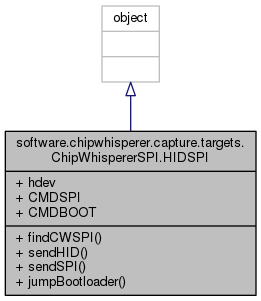 object
software.chipwhisperer.capture.targets.
ChipWhispererSPI.HIDSPI
+ hdev
+ CMDSPI
+ CMDBOOT
+ findCWSPI()
+ sendHID()
+ sendSPI()
+ jumpBootloader()